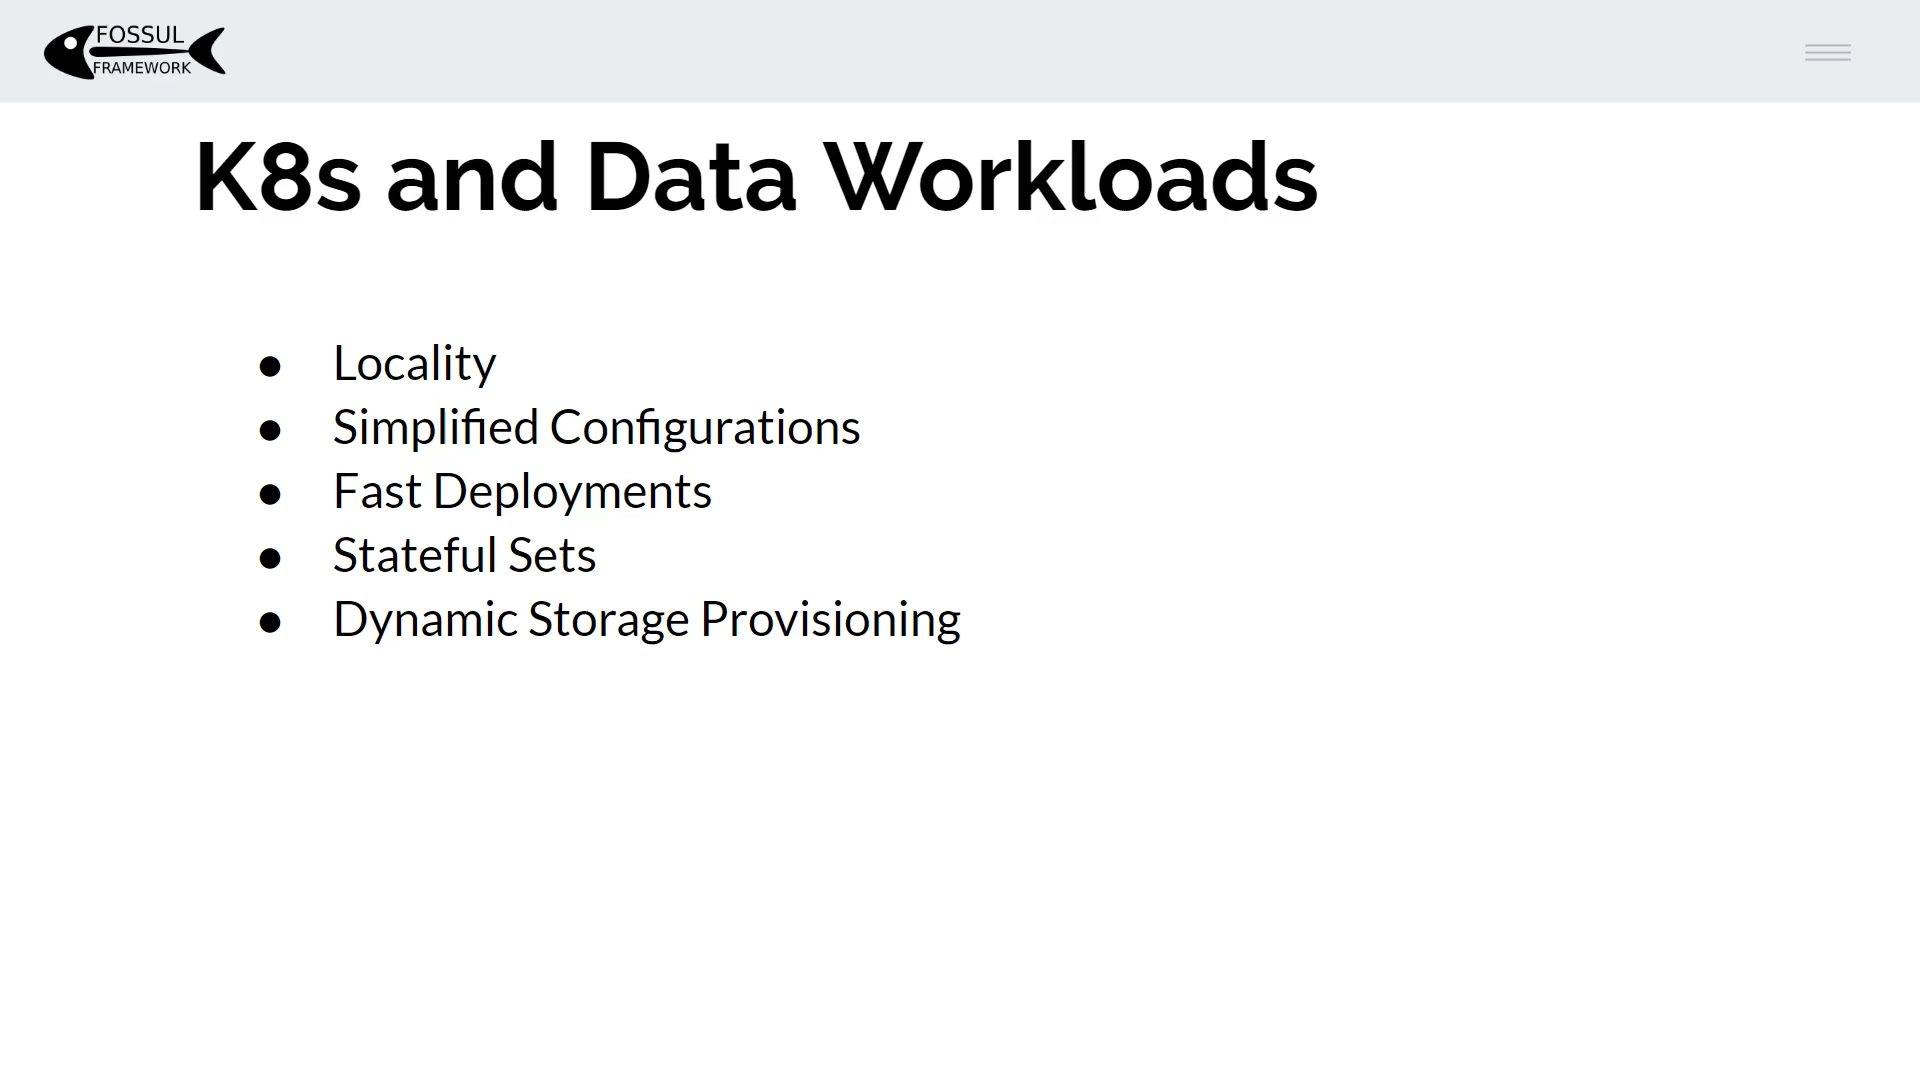 FOSSUL
FRAMEWORK
K8s and Data Workloads
● Locality
● Simplified Configurations
● Fast Deployments
● Stateful Sets
● Dynamic Storage Provisioning